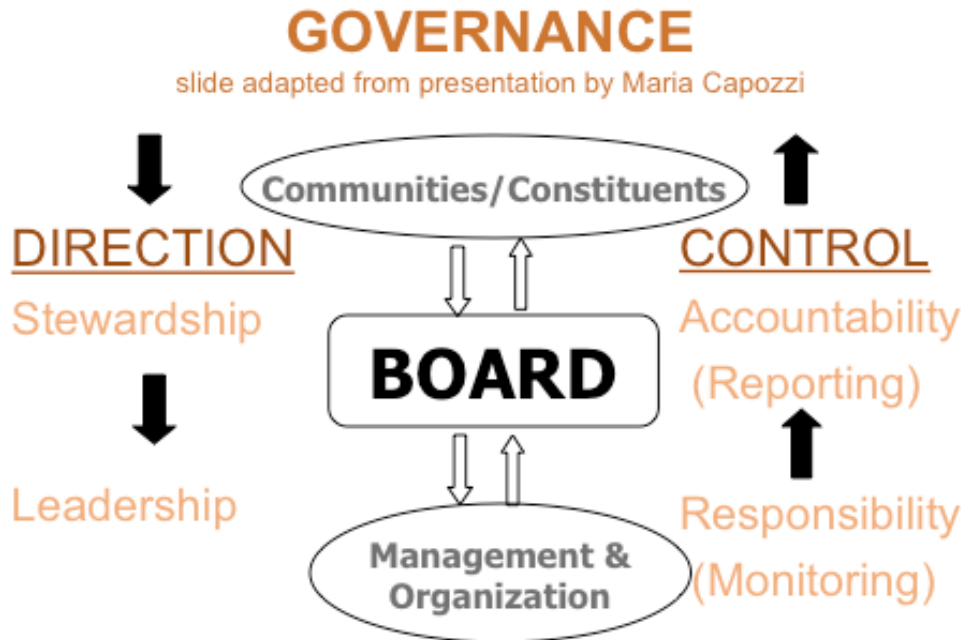 GOVERNANCE
slide adapted from presentation by Maria Capozzi
Communities/Constituents
DIRECTION
CONTROL
Stewardship
Accountability
(Reporting)
BOARD
Leadership
Responsibility
(Monitoring)
Management &
Organization